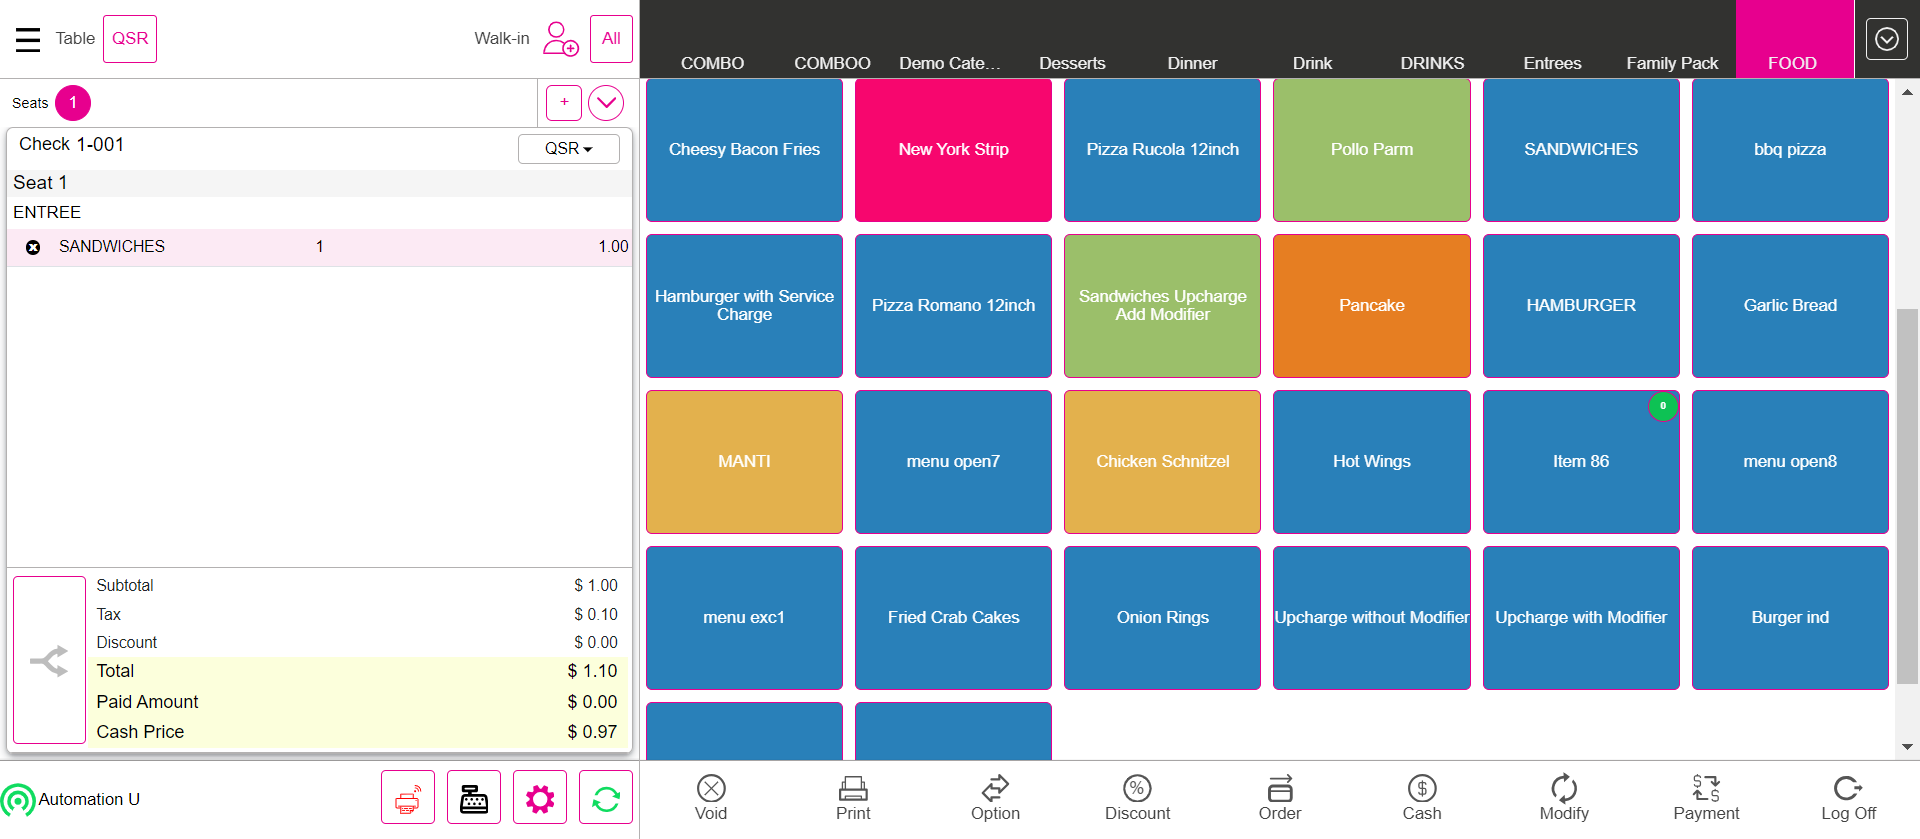 Table
QSR
Walk-in
All
COMBO
COMBOO
Demo Cate...
Desserts
Dinner
Drink
DRINKS
Entrees
Family Pack
FOOD
Seats
1
+
Check 1-001
QSR
Seat 1
ENTREE
SANDWICHES 1 1.00
Subtotal $ 1.00
Tax $ 0.10
Discount $ 0.00
Total $ 1.10
Paid Amount $ 0.00
Cash Price $ 0.97
Automation U
Cheesy Bacon Fries
New York Strip
Pizza Rucola 12inch
Pollo Parm
SANDWICHES
bbq pizza
Hamburger with Service
Charge
Pizza Romano 12inch
Sandwiches Upcharge
Add Modifier
Pancake
HAMBURGER
Garlic Bread
MANTI
menu open7
Chicken Schnitzel
Hot Wings
0
Item 86
menu open8
menu exc1
Fried Crab Cakes
Onion Rings
Upcharge without Modifier
Upcharge with Modifier
Burger ind
Void
Print
Option
Discount
Order
Cash
Modify
Payment
Log Off